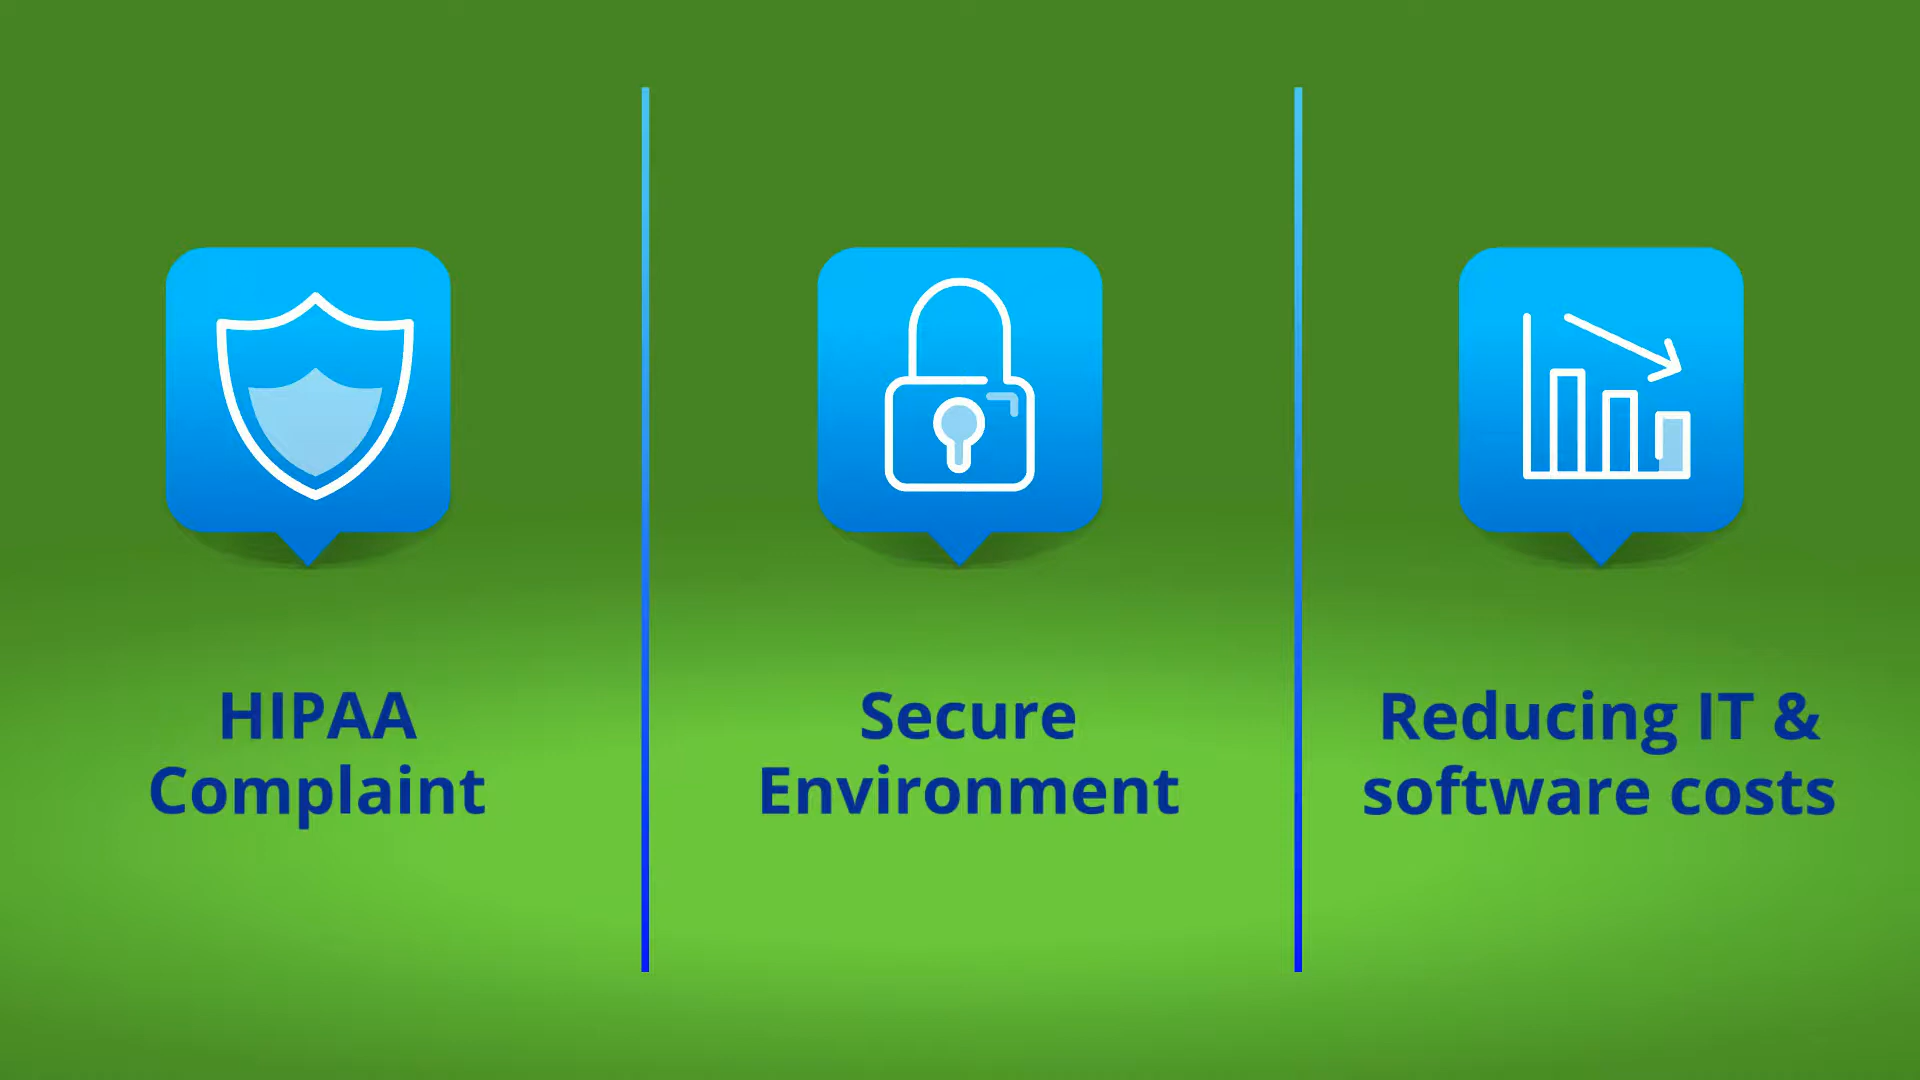 HIPAA
Complaint
Secure
Environment
Reducing IT &
software costs